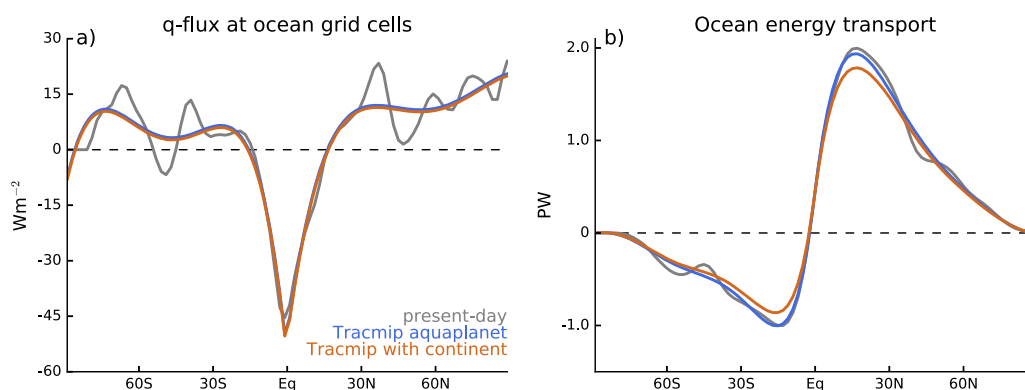 q-flux at ocean grid cells
a)
30
15
0
-15
-30
-45
-60
Wm⁻²
60S 30S Eq 30N 60N
present-day
Tracmip aquaplanet
Tracmip with continent
Ocean energy transport
b)
2.0
1.0
0
-1.0
PW
60S 30S Eq 30N 60N